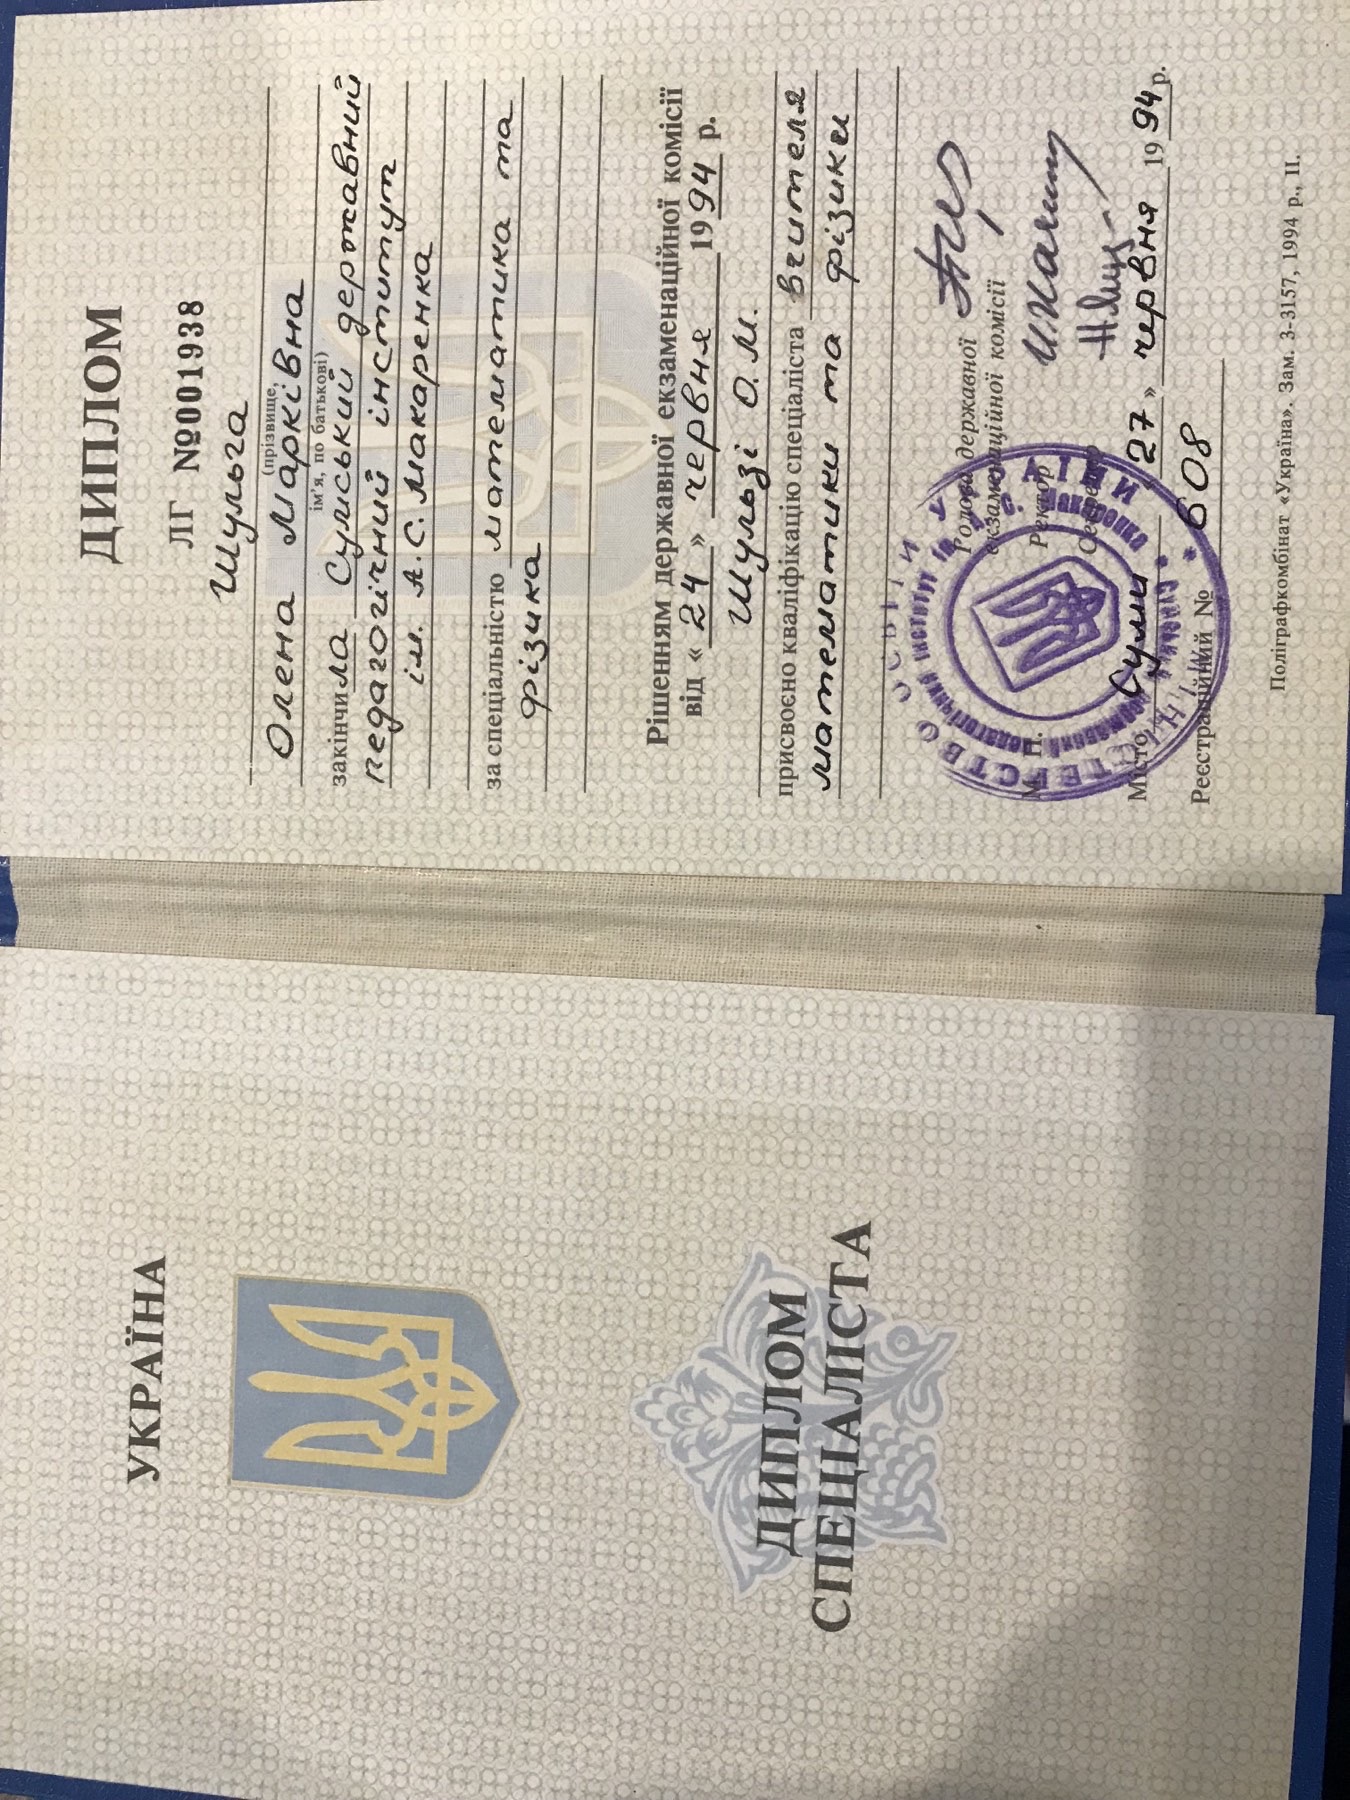 УКРАЇНА
ДИПЛОМ
СПЕЦІАЛІСТА
ДИПЛОМ
ЛГ №001938
Шульга
(прізвище,
Олена Марківна
ім'я, по батькові)
закінчила Сумський державний
педагогічний інститут
ім. А.С. Макаренка
за спеціальністю математика та
фізика
Рішенням державної екзаменаційної комісії
від « 24 » червня 1994 р.
Шульзі О.М.
присвоєно кваліфікацію спеціаліста вчителя
математики та фізики
Голова державної
екзаменаційної комісії
Ректор
Секретар
М. П.
Місто Суми 27 » червня 1994 р.
Реєстраційний № 608
Поліграфкомбінат «Україна». Зам. 3-3157, 1994 р., II.